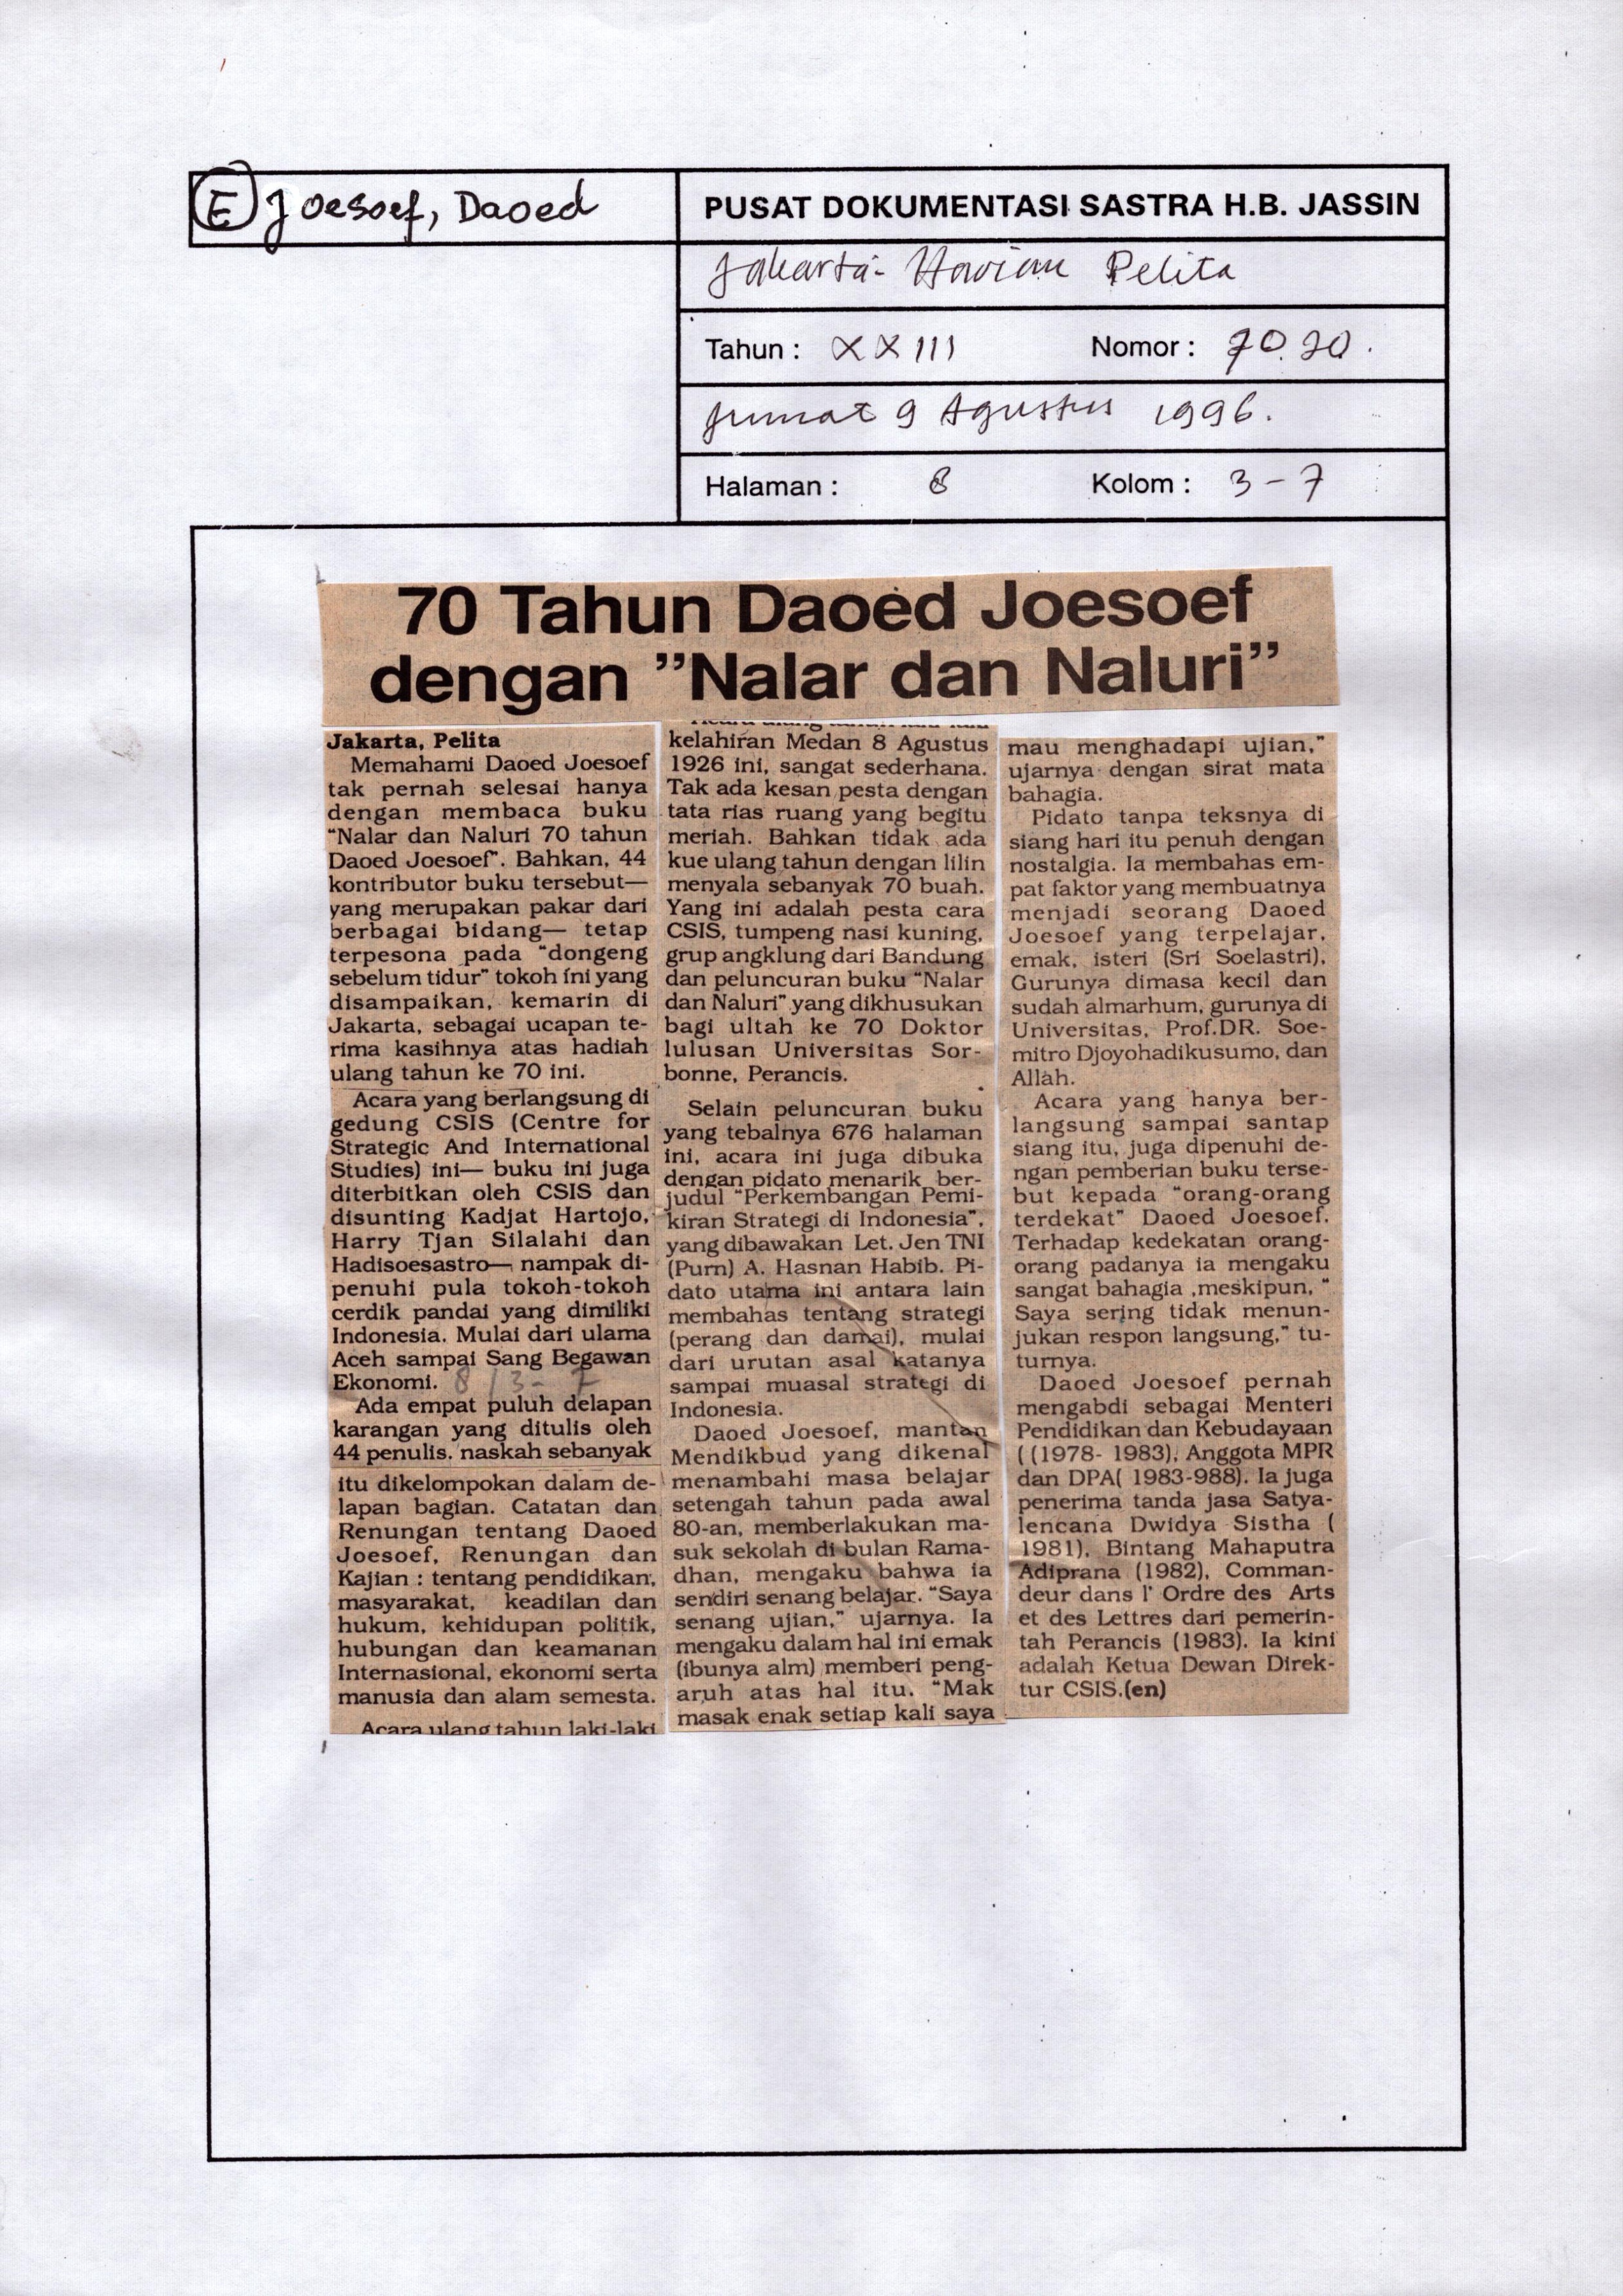 E Joesoef, Daoed
PUSAT DOKUMENTASI SASTRA H.B. JASSIN
Jakarta - Harian Pelita
Tahun : XXIII Nomor :
Jumat 9 Agustus 1996.
Halaman : 8 Kolom : 3 - 7
70 Tahun Daoed Joesoef
dengan ”Nalar dan Naluri”
Jakarta, Pelita
Memahami Daoed Joesoef
tak pernah selesai hanya
dengan membaca buku
“Nalar dan Naluri 70 tahun
Daoed Joesoef”. Bahkan, 44
kontributor buku tersebut—
yang merupakan pakar dari
berbagai bidang— tetap
terpesona pada “dongeng
sebelum tidur” tokoh ini yang
disampaikan, kemarin di
Jakarta, sebagai ucapan te-
rima kasihnya atas hadiah
ulang tahun ke 70 ini.
Acara yang berlangsung di
gedung CSIS (Centre for
Strategic And International
Studies) ini— buku ini juga
diterbitkan oleh CSIS dan
disunting Kadjat Hartojo,
Harry Tjan Silalahi dan
Hadisoesastro— nampak di-
penuhi pula tokoh-tokoh
cerdik pandai yang dimiliki
Indonesia. Mulai dari ulama
Aceh sampai Sang Begawan
Ekonomi. 8/3-7
Ada empat puluh delapan
karangan yang ditulis oleh
44 penulis. naskah sebanyak
itu dikelompokan dalam de-
lapan bagian. Catatan dan
Renungan tentang Daoed
Joesoef, Renungan dan
Kajian : tentang pendidikan,
masyarakat, keadilan dan
hukum, kehidupan politik,
hubungan dan keamanan
Internasional, ekonomi serta
manusia dan alam semesta.
Acara ulang tahun laki-laki
kelahiran Medan 8 Agustus
1926 ini, sangat sederhana.
Tak ada kesan pesta dengan
tata rias ruang yang begitu
meriah. Bahkan tidak ada
kue ulang tahun dengan lilin
menyala sebanyak 70 buah.
Yang ini adalah pesta cara
CSIS, tumpeng nasi kuning,
grup angklung dari Bandung
dan peluncuran buku “Nalar
dan Naluri” yang dikhusukan
bagi ultah ke 70 Doktor
lulusan Universitas Sor-
bonne, Perancis.
Selain peluncuran buku
yang tebalnya 676 halaman
ini, acara ini juga dibuka
dengan pidato menarik ber-
judul “Perkembangan Pemi-
kiran Strategi di Indonesia”,
yang dibawakan Let. Jen TNI
(Purn) A. Hasnan Habib. Pi-
dato utama ini antara lain
membahas tentang strategi
(perang dan damai), mulai
dari urutan asal katanya
sampai muasal strategi di
Indonesia.
Daoed Joesoef, mantan
Mendikbud yang dikenal
menambahi masa belajar
setengah tahun pada awal
80-an, memberlakukan ma-
suk sekolah di bulan Rama-
dhan, mengaku bahwa ia
sendiri senang belajar. “Saya
senang ujian,” ujarnya. Ia
mengaku dalam hal ini emak
(ibunya alm) memberi peng-
aruh atas hal itu. “Mak
masak enak setiap kali saya
mau menghadapi ujian,”
ujarnya dengan sirat mata
bahagia.
Pidato tanpa teksnya di
siang hari itu penuh dengan
nostalgia. Ia membahas em-
pat faktor yang membuatnya
menjadi seorang Daoed
Joesoef yang terpelajar,
emak, isteri (Sri Soelastri),
Gurunya dimasa kecil dan
sudah almarhum, gurunya di
Universitas, Prof.DR. Soe-
mitro Djoyohadikusumo, dan
Allah.
Acara yang hanya ber-
langsung sampai santap
siang itu, juga dipenuhi de-
ngan pemberian buku terse-
but kepada “orang-orang
terdekat” Daoed Joesoef.
Terhadap kedekatan orang-
orang padanya ia mengaku
sangat bahagia ,meskipun, “
Saya sering tidak menun-
jukan respon langsung,” tu-
turnya.
Daoed Joesoef pernah
mengabdi sebagai Menteri
Pendidikan dan Kebudayaan
( (1978- 1983), Anggota MPR
dan DPA( 1983-988). Ia juga
penerima tanda jasa Satya-
lencana Dwidya Sistha (
1981), Bintang Mahaputra
Adiprana (1982), Comman-
deur dans l’ Ordre des Arts
et des Lettres dari pemerin-
tah Perancis (1983). Ia kini
adalah Ketua Dewan Direk-
tur CSIS.(en)